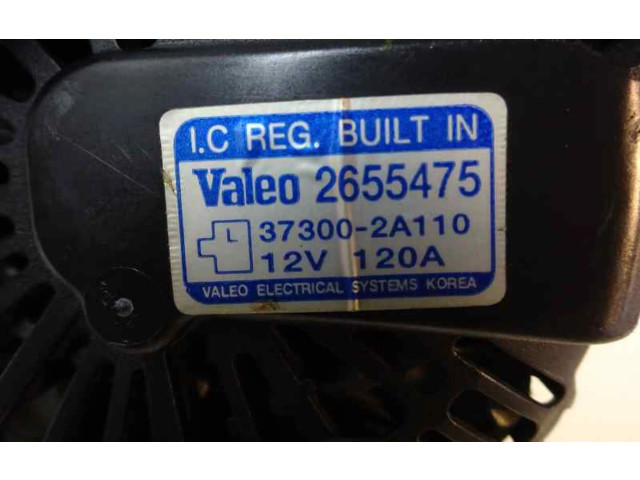 I.C REG. BUILT IN
Valeo 2655475
37300-2A110
12V 120A
VALEO ELECTRICAL SYSTEMS KOREA